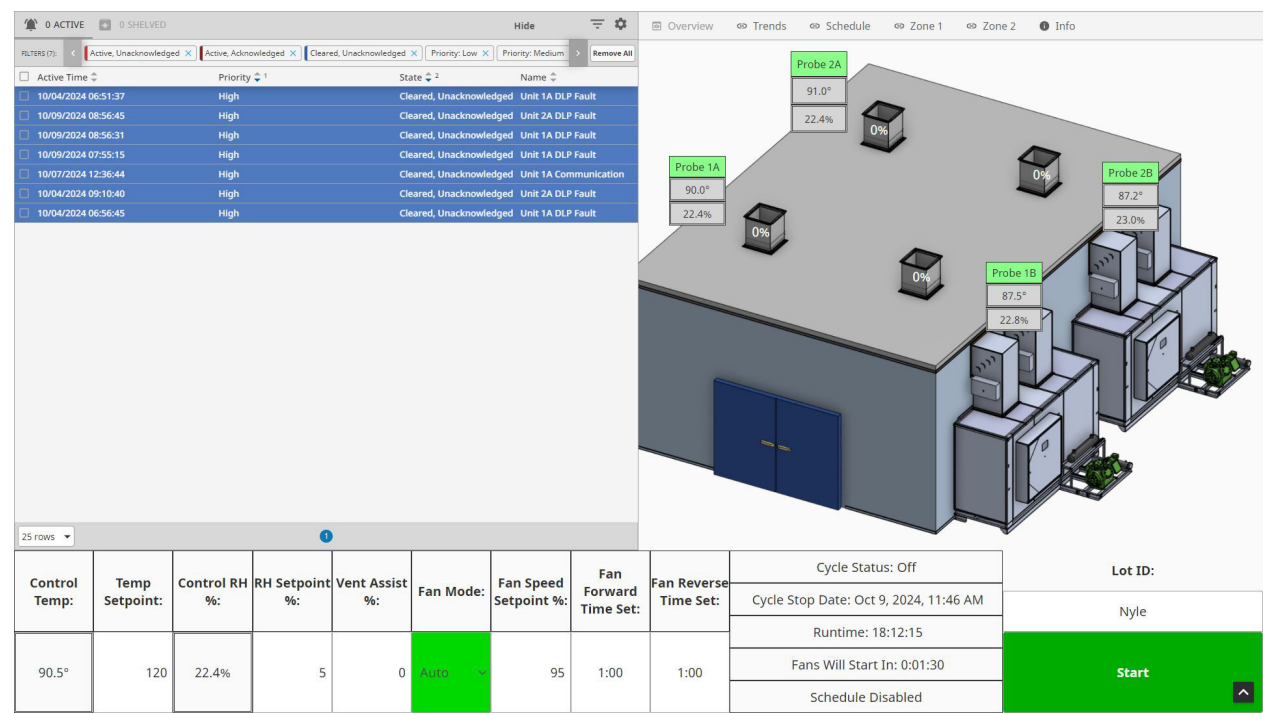 0 ACTIVE 0 SHELVED Hide
Overview Trends Schedule Zone 1 Zone 2 Info
FILTERS (7): Active, Unacknowledged Active, Acknowledged Cleared, Unacknowledged Priority: Low Priority: Medium Remove All
Active Time Priority 1 State 2 Name
10/04/2024 06:51:37 High Cleared, Unacknowledged Unit 1A DLP Fault
10/09/2024 08:56:45 High Cleared, Unacknowledged Unit 2A DLP Fault
10/09/2024 08:56:31 High Cleared, Unacknowledged Unit 1A DLP Fault
10/09/2024 07:55:15 High Cleared, Unacknowledged Unit 1A DLP Fault
10/07/2024 12:36:44 High Cleared, Unacknowledged Unit 1A Communication
10/04/2024 09:10:40 High Cleared, Unacknowledged Unit 2A DLP Fault
10/04/2024 06:56:45 High Cleared, Unacknowledged Unit 1A DLP Fault
25 rows 1
Probe 2A
91.0°
22.4%
0%
Probe 1A
90.0°
22.4%
0%
0%
Probe 2B
87.2°
23.0%
0%
Probe 1B
87.5°
22.8%
Control Temp:
90.5°
Temp Setpoint:
120
Control RH %:
22.4%
RH Setpoint %:
5
Vent Assist %:
0
Fan Mode:
Auto
Fan Speed Setpoint %:
95
Fan Forward Time Set:
1:00
Fan Reverse Time Set:
1:00
Cycle Status: Off
Cycle Stop Date: Oct 9, 2024, 11:46 AM
Runtime: 18:12:15
Fans Will Start In: 0:01:30
Schedule Disabled
Lot ID:
Nyle
Start